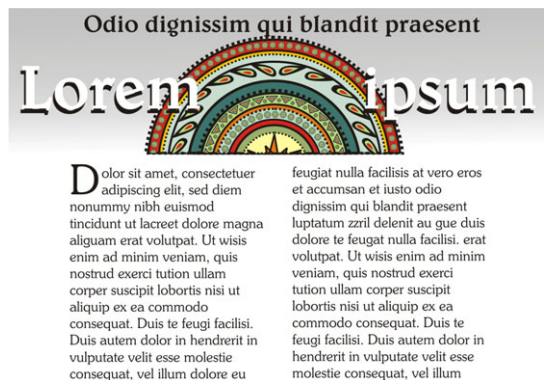 Odio dignissim qui blandit praesent
Lorem ipsum
Dolor sit amet, consectetuer
adipiscing elit, sed diem
nonummy nibh euismod
tincidunt ut lacreet dolore magna
aliguam erat volutpat. Ut wisis
enim ad minim veniam, quis
nostrud exerci tution ullam
corper suscipit lobortis nisi ut
aliquip ex ea commodo
consequat. Duis te feugi facilisi.
Duis autem dolor in hendrerit in
vulputate velit esse molestie
consequat, vel illum dolore eu
feugiat nulla facilisis at vero eros
et accumsan et iusto odio
dignissim qui blandit praesent
luptatum zzril delenit au gue duis
dolore te feugat nulla facilisi. erat
volutpat. Ut wisis enim ad minim
veniam, quis nostrud exerci
tution ullam corper suscipit
lobortis nisi ut aliquip ex ea
commodo consequat. Duis te
feugi facilisi. Duis autem dolor in
hendrerit in vulputate velit esse
molestie consequat, vel illum